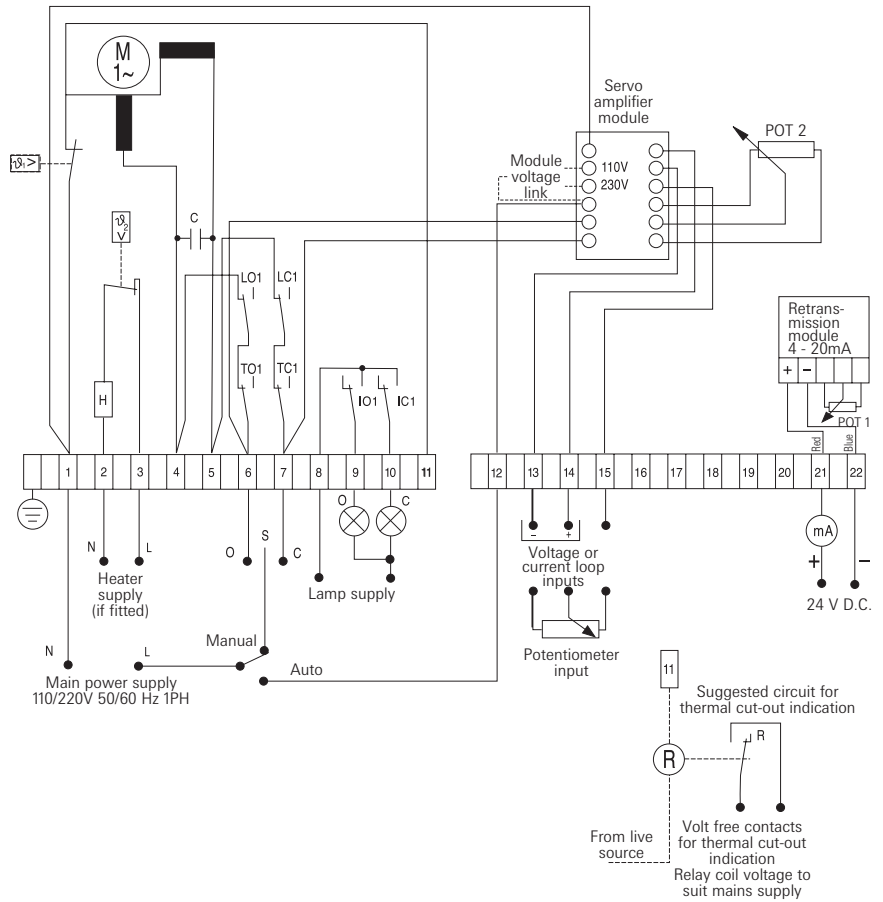 M
1~
Servo
amplifier
module
POT 2
ϑ1>
Module
voltage
link
110V
230V
ϑ2
>
C
LO1
LC1
Retrans-
mission
module
4 - 20mA
+ −
TO1
TC1
H
IO1
IC1
POT 1
Red
Blue
1 2 3 4 5 6 7 8 9 10 11
12 13 14 15 16 17 18 19 20 21 22
O
C
S
N
L
O
C
− +
mA
+ −
Heater
supply
(if fitted)
Lamp supply
Voltage or
current loop
inputs
24 V D.C.
Manual
N
L
Auto
Potentiometer
input
Main power supply
110/220V 50/60 Hz 1PH
11
Suggested circuit for
thermal cut-out indication
R
R
From live
source
Volt free contacts
for thermal cut-out
indication
Relay coil voltage to
suit mains supply